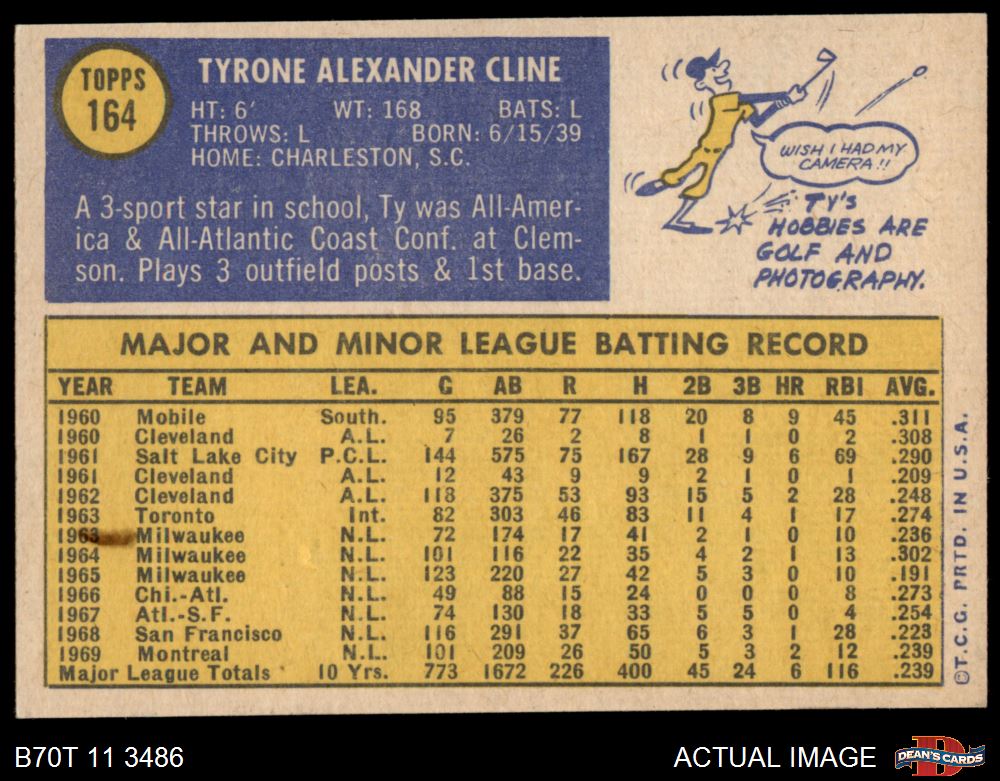 TOPPS
164
TYRONE ALEXANDER CLINE
HT: 6' WT: 168 BATS: L
THROWS: L BORN: 6/15/39
HOME: CHARLESTON, S.C.
A 3-sport star in school, Ty was All-Amer-
ica & All-Atlantic Coast Conf. at Clem-
son. Plays 3 outfield posts & 1st base.
WISH I HAD MY
CAMERA!!
TY'S
HOBBIES ARE
GOLF AND
PHOTOGRAPHY.
MAJOR AND MINOR LEAGUE BATTING RECORD
YEAR TEAM LEA. G AB R H 2B 3B HR RBI AVG.
1960 Mobile South. 95 379 77 118 20 8 9 45 .311
1960 Cleveland A.L. 7 26 2 8 1 1 0 2 .308
1961 Salt Lake City P.C.L. 144 575 75 167 28 9 6 69 .290
1961 Cleveland A.L. 12 43 9 9 2 1 0 1 .209
1962 Cleveland A.L. 118 375 53 93 15 5 2 28 .248
1963 Toronto Int. 82 303 46 83 11 4 1 17 .274
1963 Milwaukee N.L. 72 174 17 41 2 1 0 10 .236
1964 Milwaukee N.L. 101 116 22 35 4 2 1 13 .302
1965 Milwaukee N.L. 123 220 27 42 5 3 0 10 .191
1966 Chi.-Atl. N.L. 49 88 15 24 0 0 0 8 .273
1967 Atl.-S.F. N.L. 74 130 18 33 5 5 0 4 .254
1968 San Francisco N.L. 116 291 37 65 6 3 1 28 .223
1969 Montreal N.L. 101 209 26 50 5 3 2 12 .239
Major League Totals 10 Yrs. 773 1672 226 400 45 24 6 116 .239
©T.C.G. PRTD. IN U.S.A.
B70T 11 3486
ACTUAL IMAGE
DEAN'S CARDS